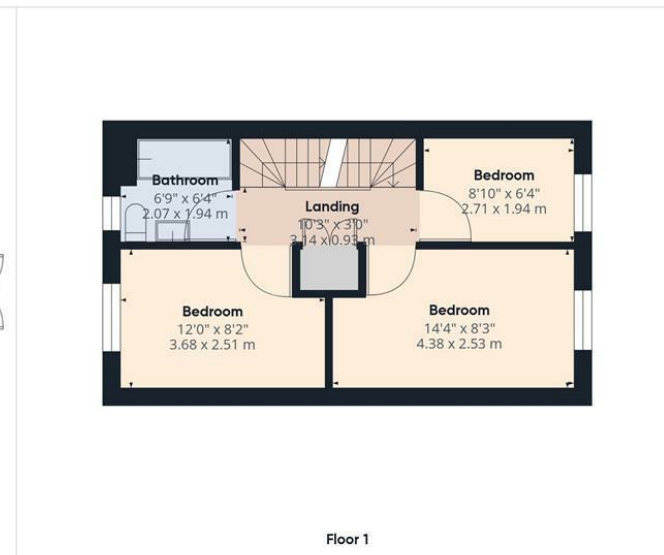 Bathroom
6'9" x 6'4"
2.07 x 1.94 m
Landing
10'3" x 3'0"
3.14 x 0.93 m
Bedroom
8'10" x 6'4"
2.71 x 1.94 m
Bedroom
12'0" x 8'2"
3.68 x 2.51 m
Bedroom
14'4" x 8'3"
4.38 x 2.53 m
Floor 1